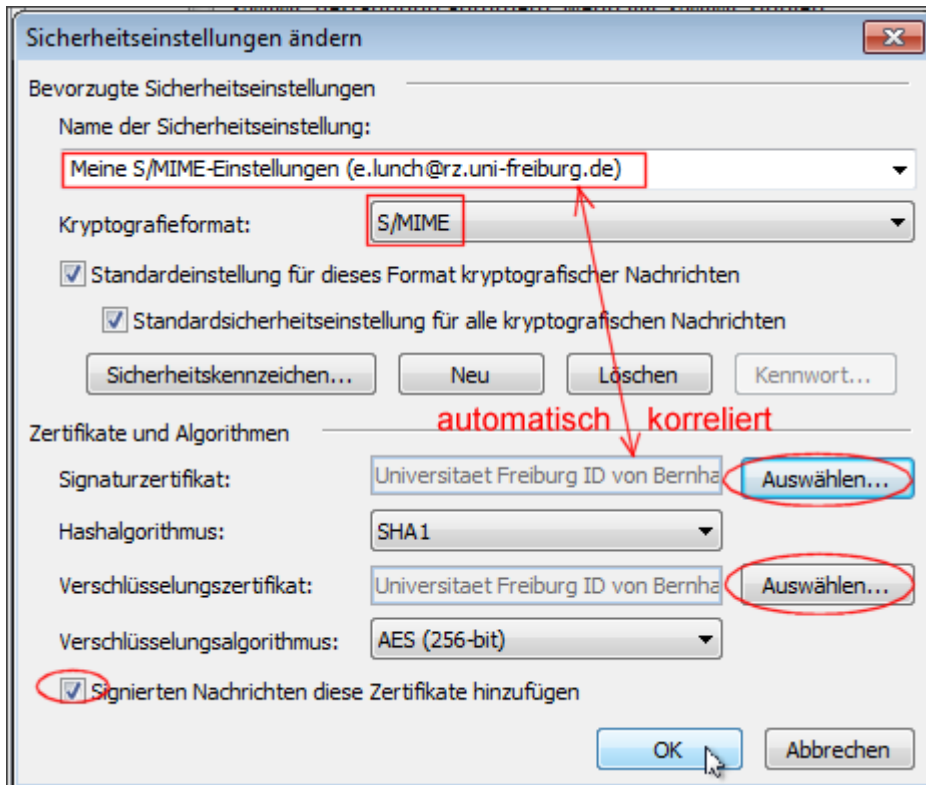 Sicherheitseinstellungen ändern
Bevorzugte Sicherheitseinstellungen
Name der Sicherheitseinstellung:
Meine S/MIME-Einstellungen (e.lunch@rz.uni-freiburg.de)
Kryptografieformat: S/MIME
Standardeinstellung für dieses Format kryptografischer Nachrichten
Standardsicherheitseinstellung für alle kryptografischen Nachrichten
Sicherheitskennzeichen... Neu Löschen Kennwort...
automatisch korreliert
Zertifikate und Algorithmen
Signaturzertifikat: Universitaet Freiburg ID von Bernha Auswählen...
Hashalgorithmus: SHA1
Verschlüsselungszertifikat: Universitaet Freiburg ID von Bernha Auswählen...
Verschlüsselungsalgorithmus: AES (256-bit)
Signierten Nachrichten diese Zertifikate hinzufügen
OK Abbrechen